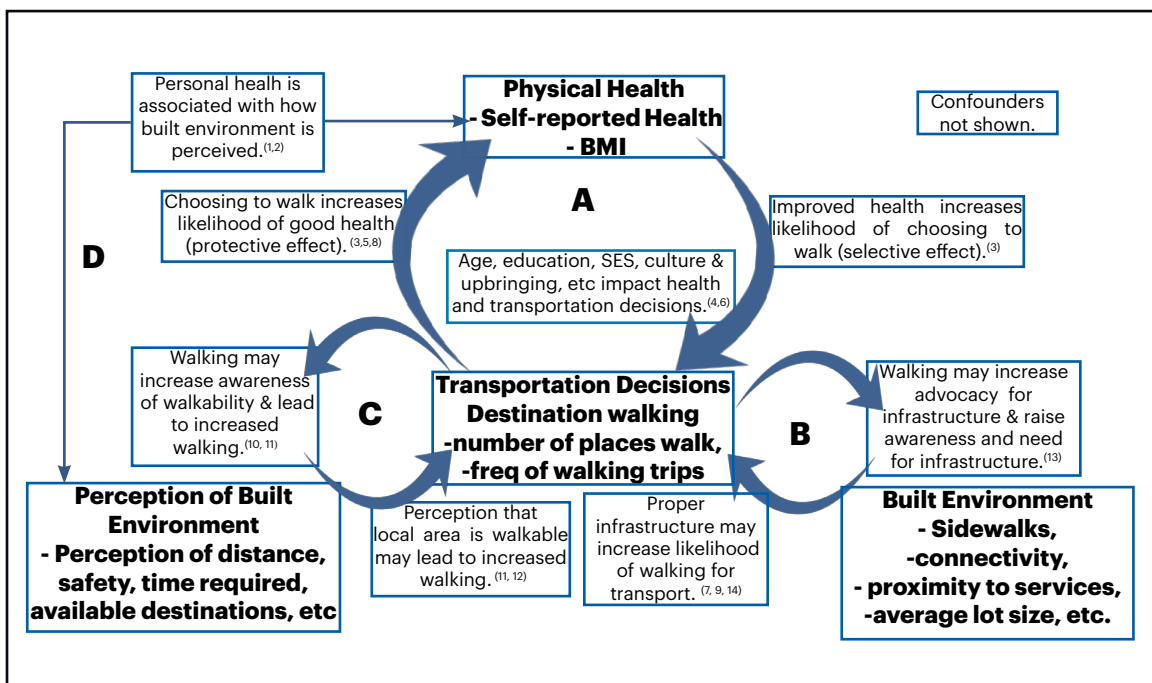 Personal healh is
associated with how
built environment is
perceived.(1,2)
Physical Health
- Self-reported Health
- BMI
Confounders
not shown.
A
Choosing to walk increases
likelihood of good health
(protective effect). (3,5,8)
Improved health increases
likelihood of choosing to
walk (selective effect).(3)
D
Age, education, SES, culture &
upbringing, etc impact health
and transportation decisions.(4,6)
Walking may
increase awareness
of walkability & lead
to increased
walking.(10, 11)
C
Transportation Decisions
Destination walking
-number of places walk,
-freq of walking trips
B
Walking may increase
advocacy for
infrastructure & raise
awareness and need
for infrastructure.(13)
Perception of Built
Environment
- Perception of distance,
safety, time required,
available destinations, etc
Perception that
local area is walkable
may lead to increased
walking. (11, 12)
Proper
infrastructure may
increase likelihood
of walking for
transport. (7, 9, 14)
Built Environment
- Sidewalks,
-connectivity,
- proximity to services,
-average lot size, etc.